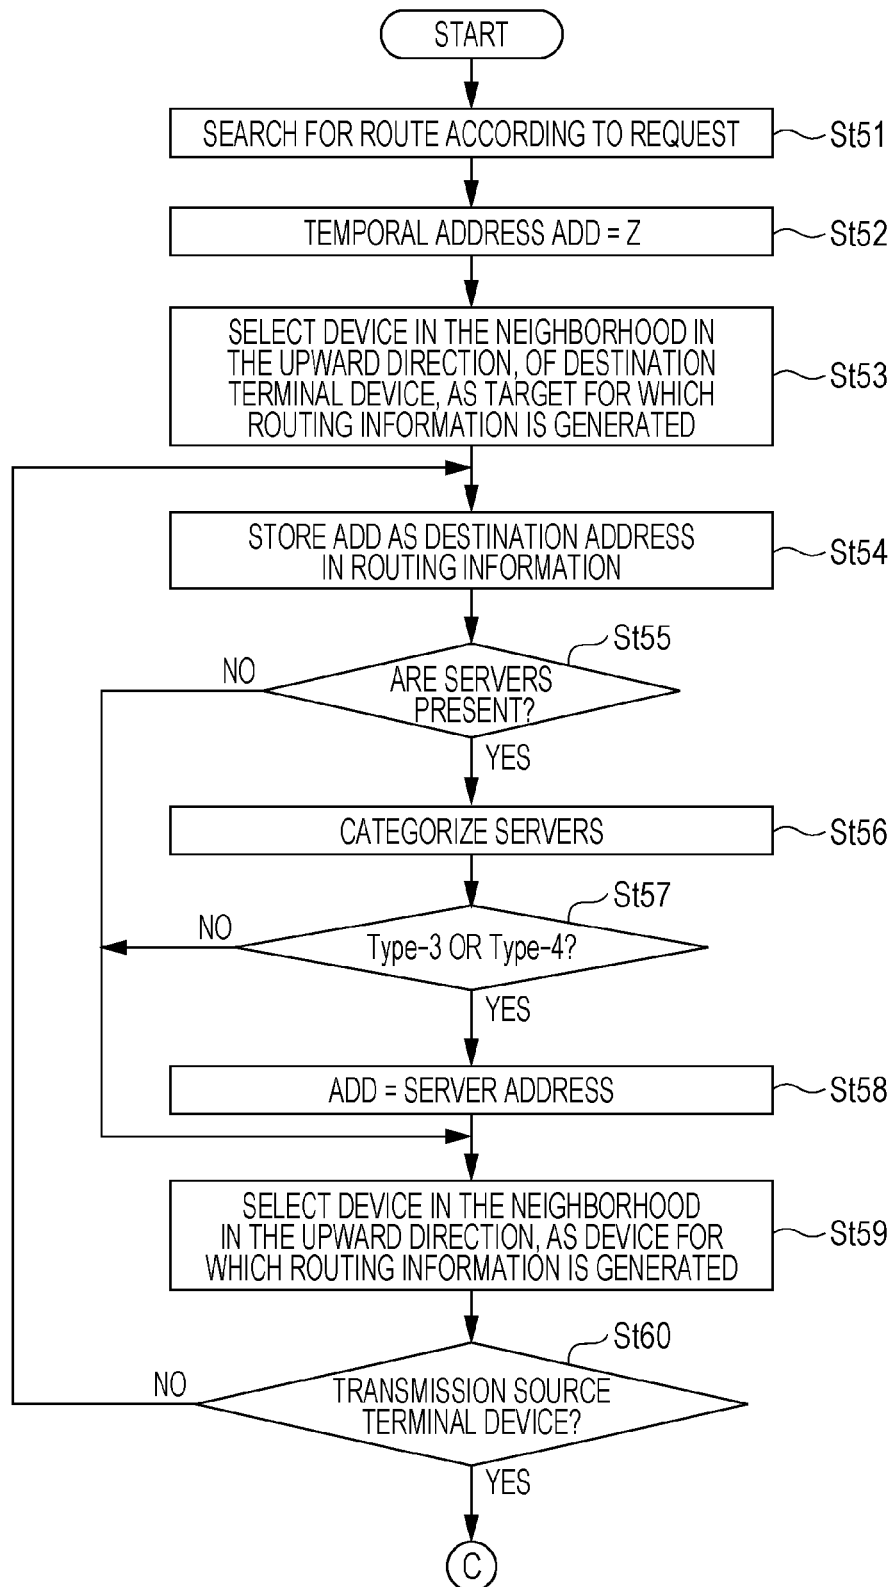 START
SEARCH FOR ROUTE ACCORDING TO REQUEST
St51
TEMPORAL ADDRESS ADD = Z
St52
SELECT DEVICE IN THE NEIGHBORHOOD IN
THE UPWARD DIRECTION, OF DESTINATION
TERMINAL DEVICE, AS TARGET FOR WHICH
ROUTING INFORMATION IS GENERATED
St53
STORE ADD AS DESTINATION ADDRESS
IN ROUTING INFORMATION
St54
St55
NO
ARE SERVERS
PRESENT?
YES
CATEGORIZE SERVERS
St56
St57
NO
Type-3 OR Type-4?
YES
ADD = SERVER ADDRESS
St58
SELECT DEVICE IN THE NEIGHBORHOOD
IN THE UPWARD DIRECTION, AS DEVICE FOR
WHICH ROUTING INFORMATION IS GENERATED
St59
St60
NO
TRANSMISSION SOURCE
TERMINAL DEVICE?
YES
C